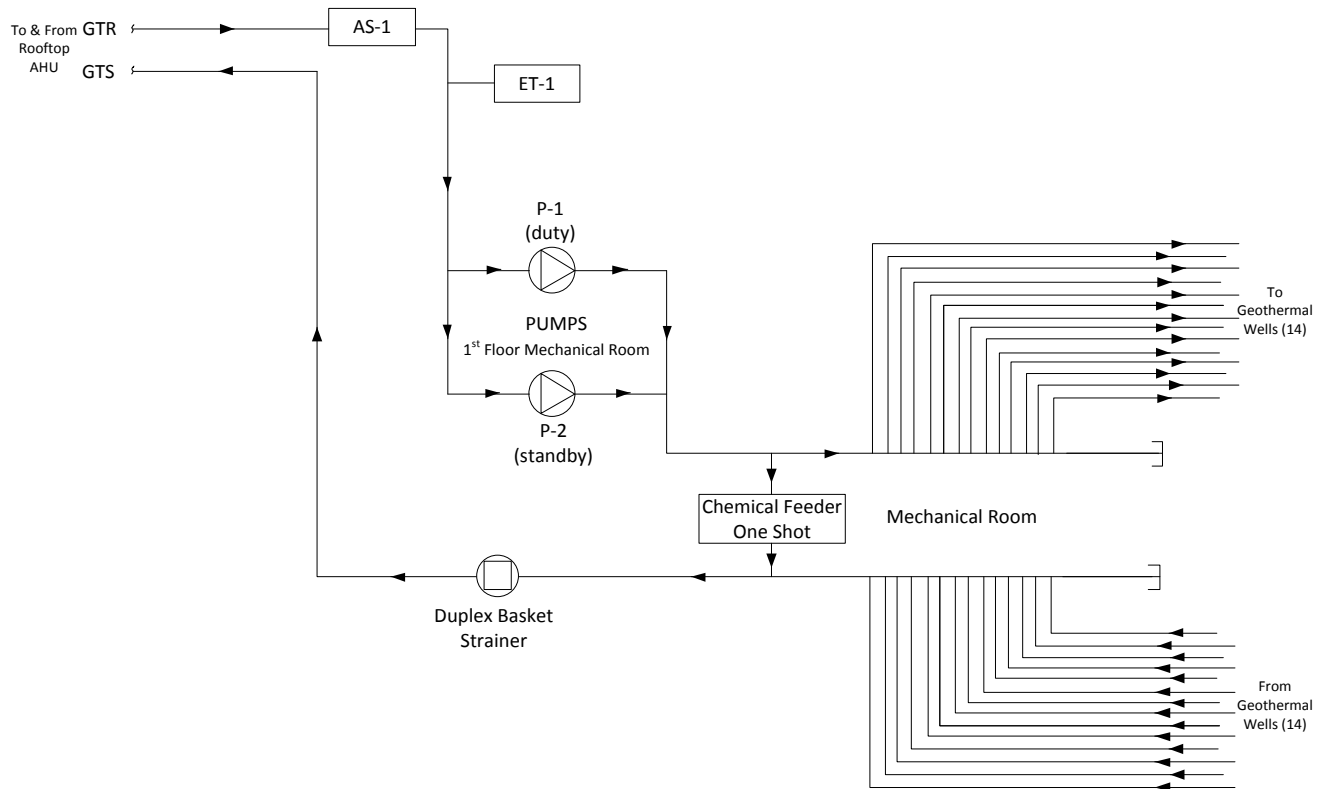 To & From
Rooftop
AHU
GTR
GTS
AS-1
ET-1
P-1
(duty)
PUMPS
1st Floor Mechanical Room
P-2
(standby)
To
Geothermal
Wells (14)
Chemical Feeder
One Shot
Mechanical Room
Duplex Basket
Strainer
From
Geothermal
Wells (14)